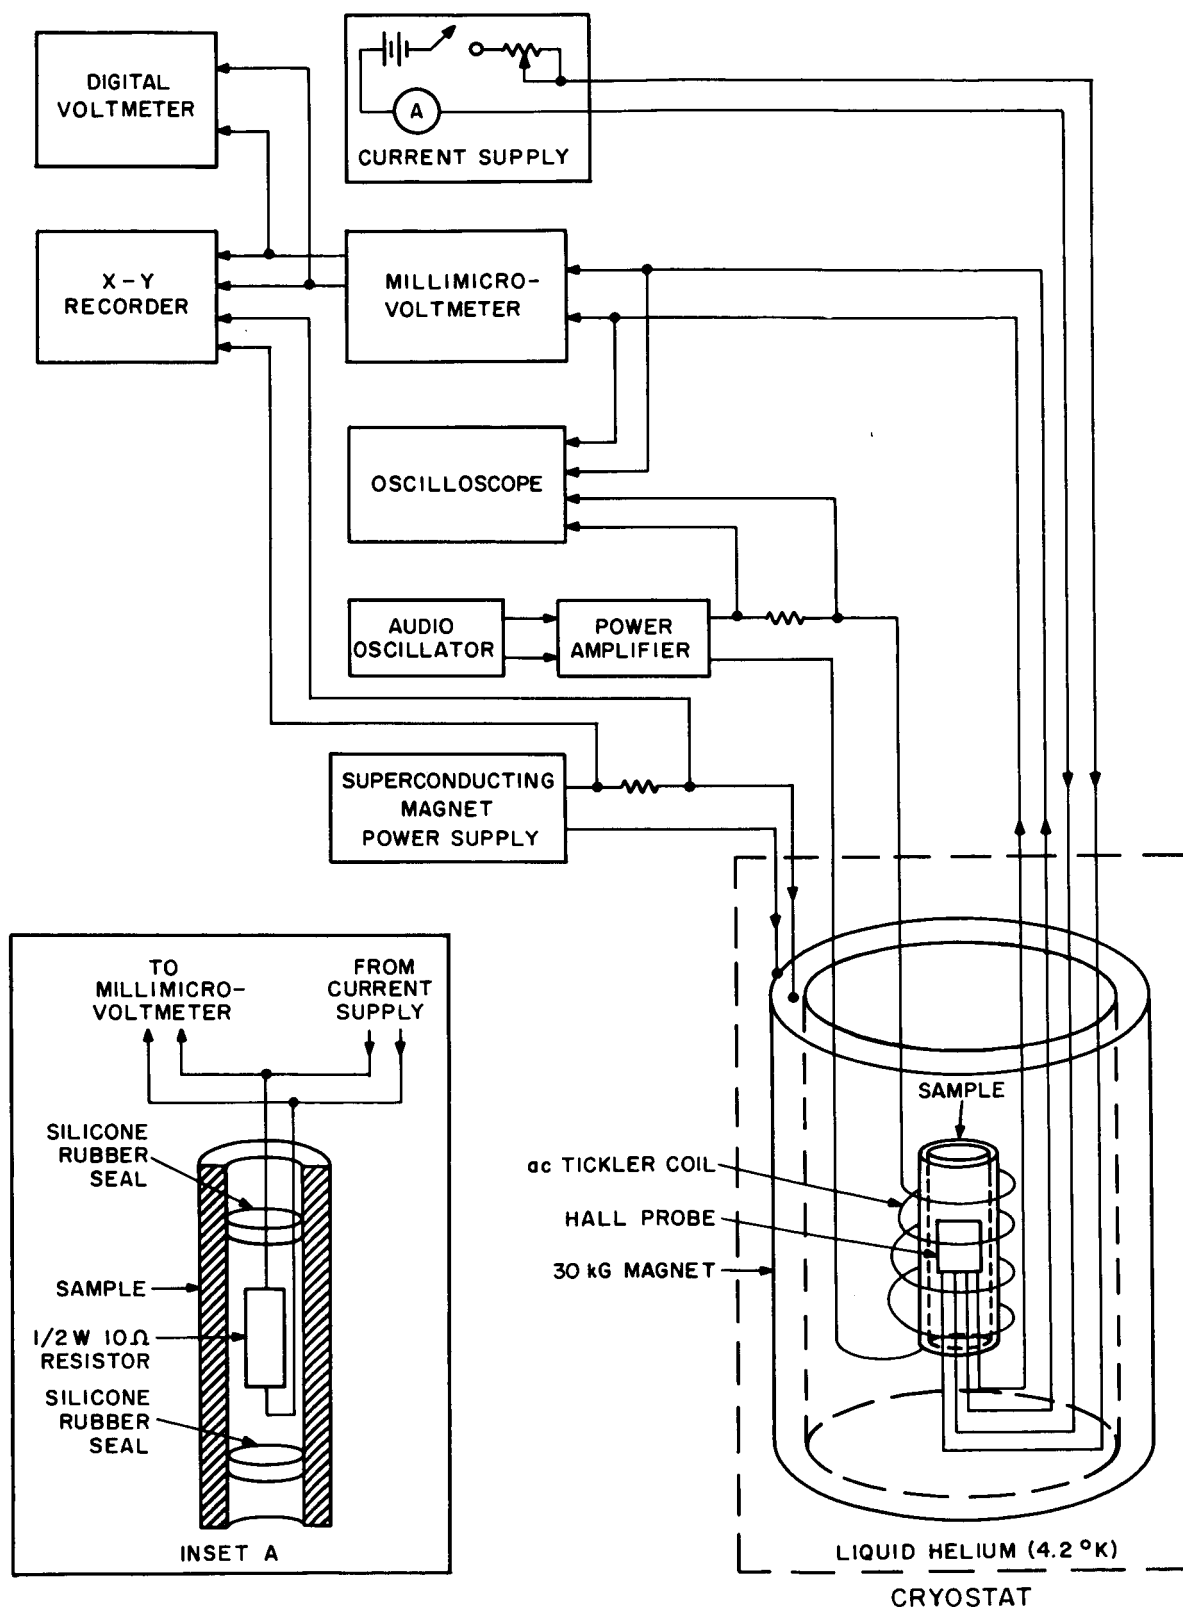 DIGITAL
VOLTMETER
A
CURRENT SUPPLY
X-Y
RECORDER
MILLIMICRO-
VOLTMETER
OSCILLOSCOPE
AUDIO
OSCILLATOR
POWER
AMPLIFIER
SUPERCONDUCTING
MAGNET
POWER SUPPLY
TO
MILLIMICRO-
VOLTMETER
FROM
CURRENT
SUPPLY
SILICONE
RUBBER
SEAL
SAMPLE
1/2 W 10Ω
RESISTOR
SILICONE
RUBBER
SEAL
INSET A
SAMPLE
ac TICKLER COIL
HALL PROBE
30 kG MAGNET
LIQUID HELIUM (4.2 °K)
CRYOSTAT